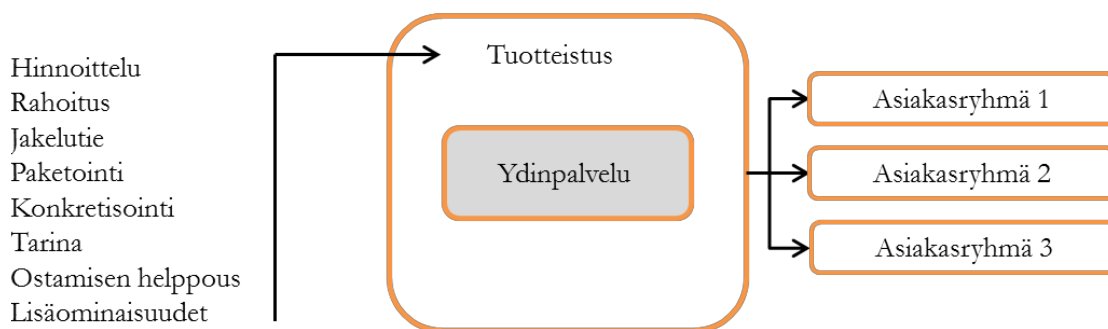 Hinnoittelu
Rahoitus
Jakelutie
Paketointi
Konkretisointi
Tarina
Ostamisen helppous
Lisäominaisuudet
Tuotteistus
Ydinpalvelu
Asiakasryhmä 1
Asiakasryhmä 2
Asiakasryhmä 3